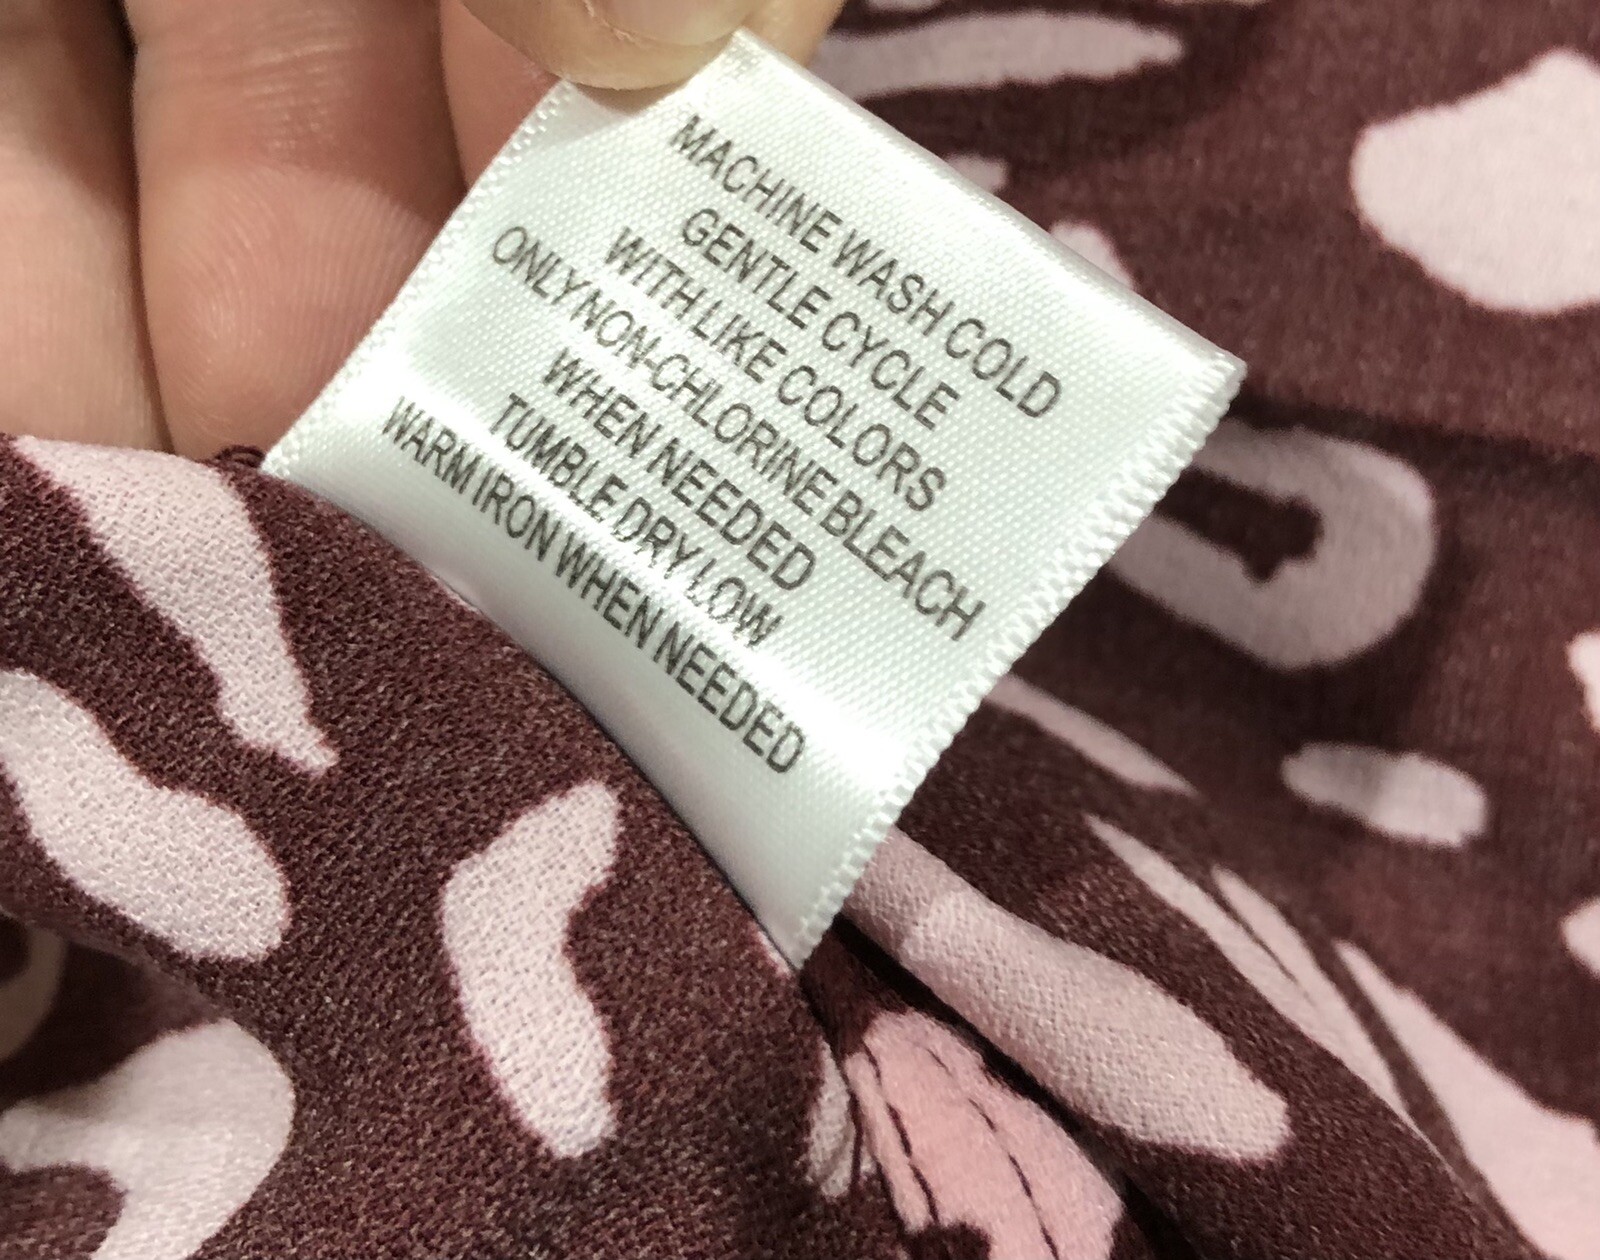 MACHINE WASH COLD
GENTLE CYCLE
WITH LIKE COLORS
ONLY NON-CHLORINE BLEACH
WHEN NEEDED
TUMBLE DRY LOW
WARM IRON WHEN NEEDED